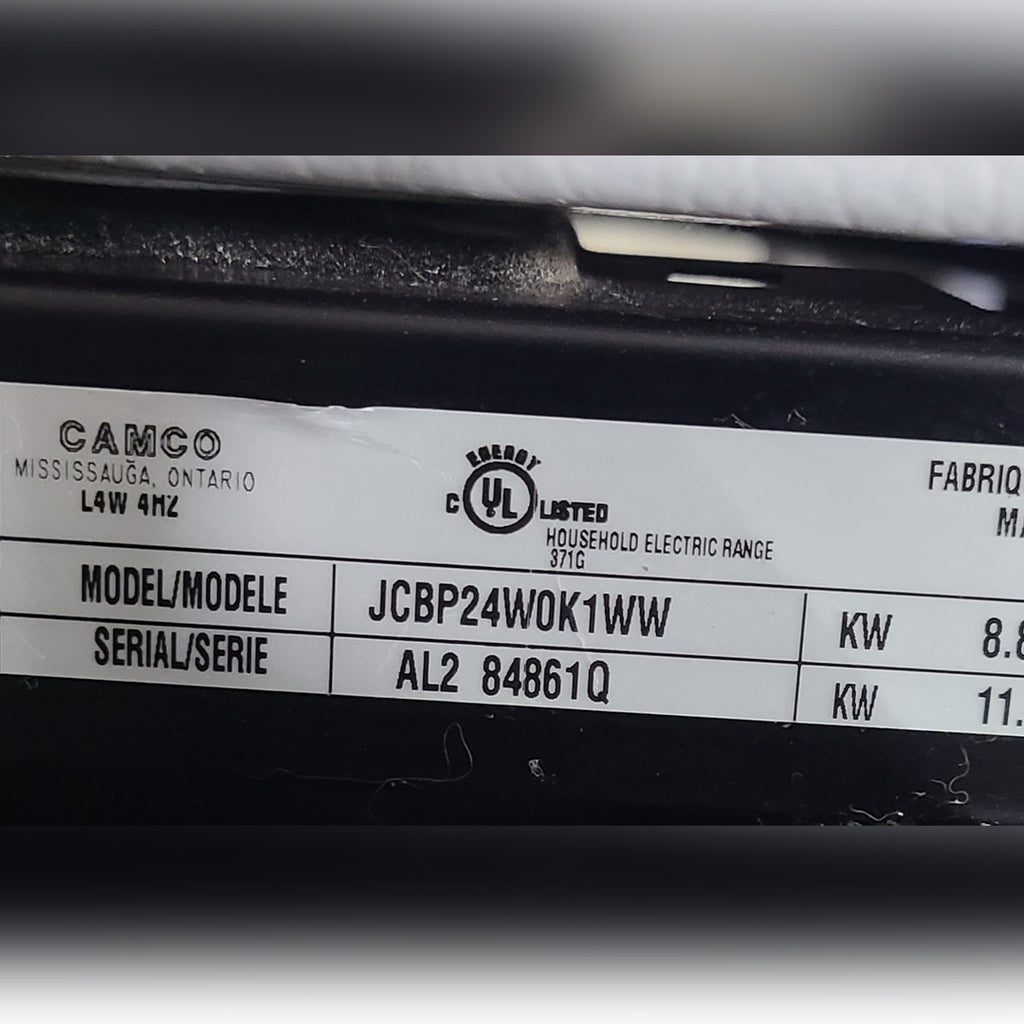 CAMCO
MISSISSAUGA, ONTARIO
L4W 4H2
ENERGY
C UL LISTED
HOUSEHOLD ELECTRIC RANGE
371G
FABRIQ
MA
MODEL/MODELE JCBP24W0K1WW KW 8.8
SERIAL/SERIE AL2 84861Q KW 11.